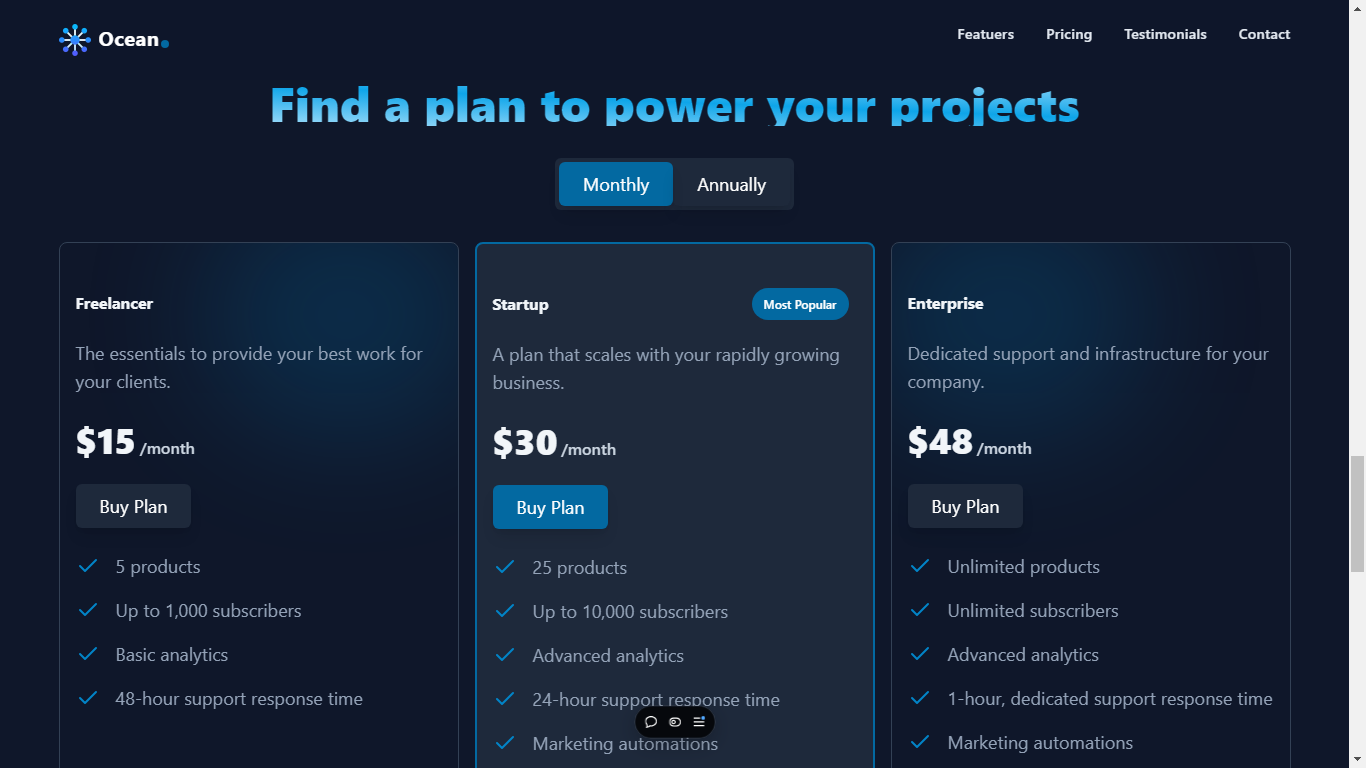 Ocean
Featuers Pricing Testimonials Contact
Find a plan to power your projects
Monthly Annually
Freelancer
The essentials to provide your best work for
your clients.
$15 /month
Buy Plan
5 products
Up to 1,000 subscribers
Basic analytics
48-hour support response time
Startup Most Popular
A plan that scales with your rapidly growing
business.
$30 /month
Buy Plan
25 products
Up to 10,000 subscribers
Advanced analytics
24-hour support response time
Marketing automations
Enterprise
Dedicated support and infrastructure for your
company.
$48 /month
Buy Plan
Unlimited products
Unlimited subscribers
Advanced analytics
1-hour, dedicated support response time
Marketing automations